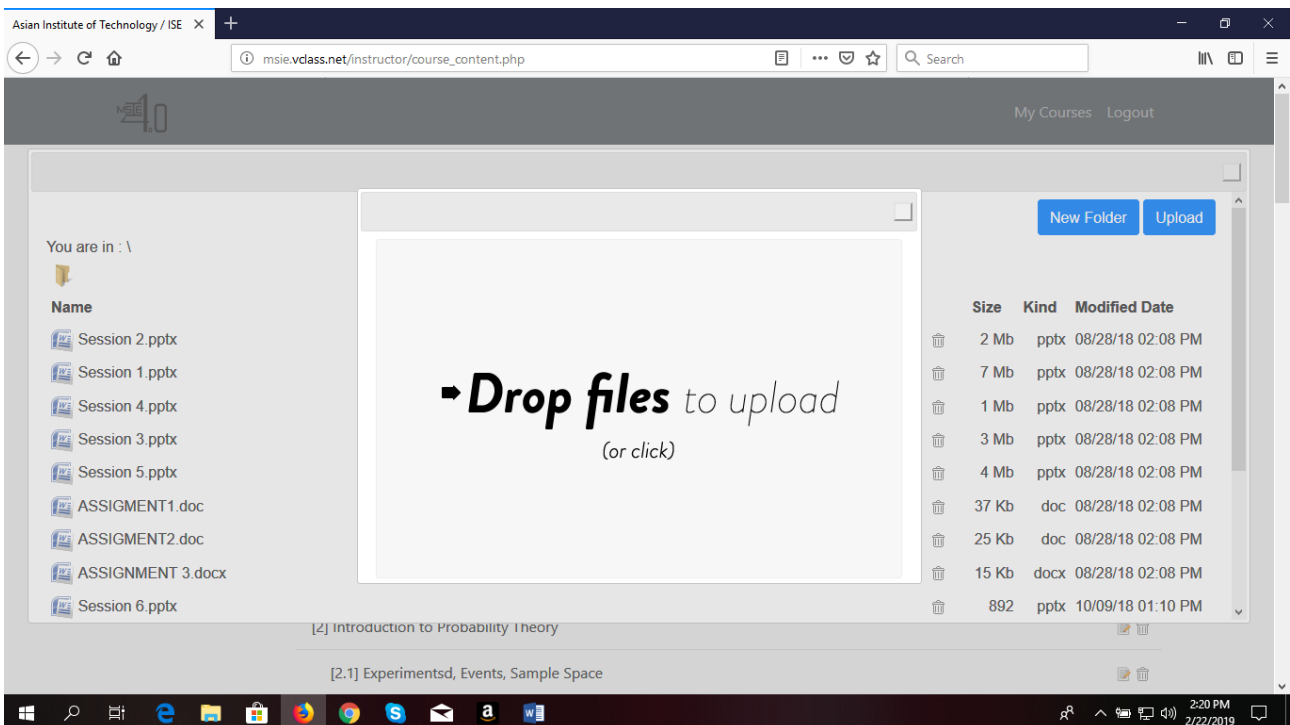 Asian Institute of Technology / ISE
msie.vclass.net/instructor/course_content.php
Search
MSIE 4.0
My Courses Logout
New Folder Upload
You are in : \
Name Size Kind Modified Date
Session 2.pptx 2 Mb pptx 08/28/18 02:08 PM
Session 1.pptx 7 Mb pptx 08/28/18 02:08 PM
Session 4.pptx 1 Mb pptx 08/28/18 02:08 PM
Session 3.pptx 3 Mb pptx 08/28/18 02:08 PM
Session 5.pptx 4 Mb pptx 08/28/18 02:08 PM
ASSIGMENT1.doc 37 Kb doc 08/28/18 02:08 PM
ASSIGMENT2.doc 25 Kb doc 08/28/18 02:08 PM
ASSIGNMENT 3.docx 15 Kb docx 08/28/18 02:08 PM
Session 6.pptx 892 pptx 10/09/18 01:10 PM
Drop files to upload
(or click)
[2] Introduction to Probability Theory
[2.1] Experimentsd, Events, Sample Space
2:20 PM
2/22/2019